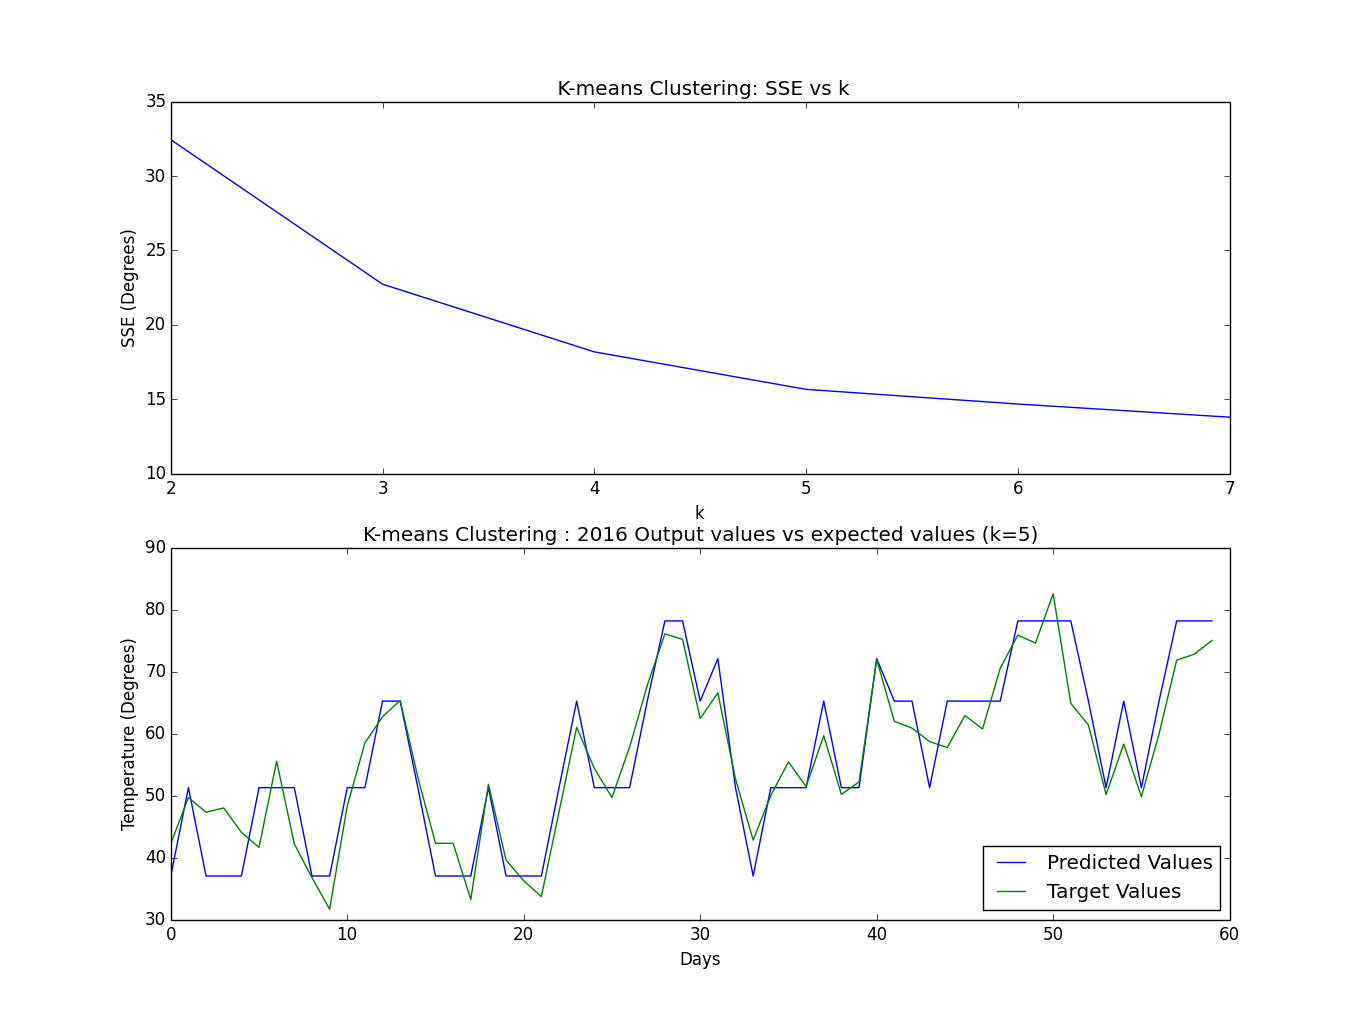 K-means Clustering: SSE vs k
35
30
25
20
15
10
SSE (Degrees)
2 3 4 5 6 7
k
K-means Clustering : 2016 Output values vs expected values (k=5)
90
80
70
60
50
40
30
Temperature (Degrees)
Predicted Values
Target Values
0 10 20 30 40 50 60
Days